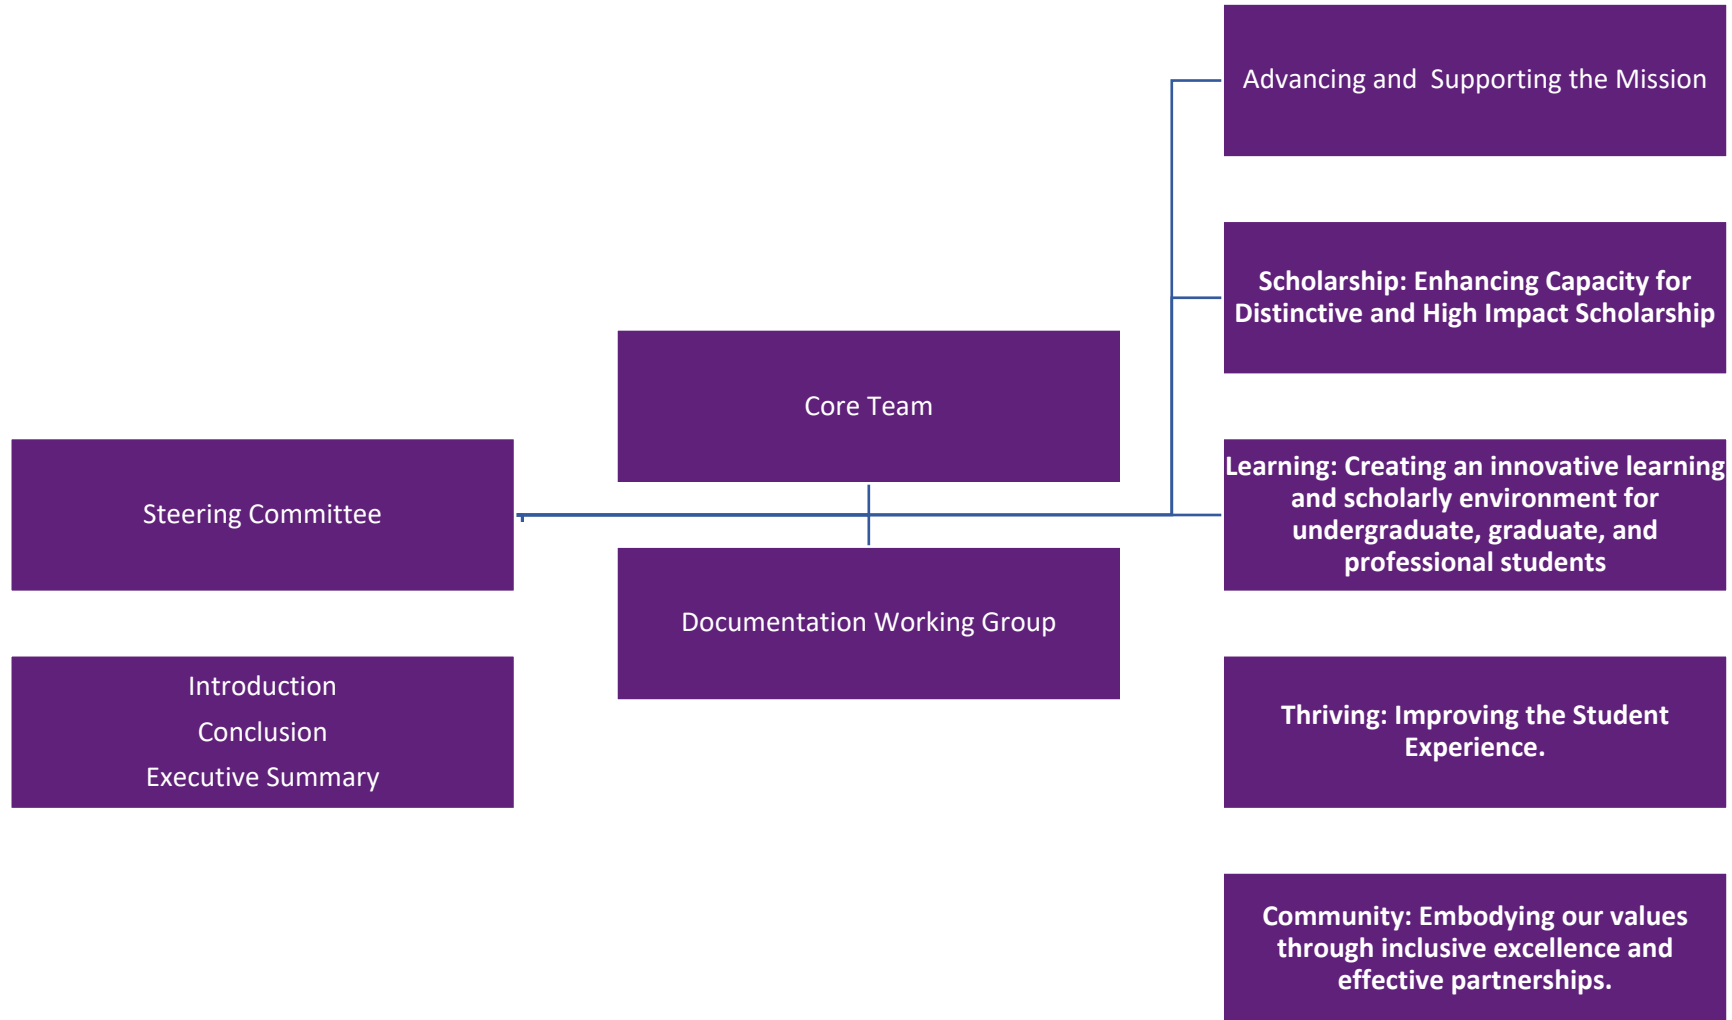 Steering Committee
Introduction
Conclusion
Executive Summary
Core Team
Documentation Working Group
Advancing and  Supporting the Mission
Scholarship: Enhancing Capacity for
Distinctive and High Impact Scholarship
Learning: Creating an innovative learning
and scholarly environment for
undergraduate, graduate, and
professional students
Thriving: Improving the Student
Experience.
Community: Embodying our values
through inclusive excellence and
effective partnerships.